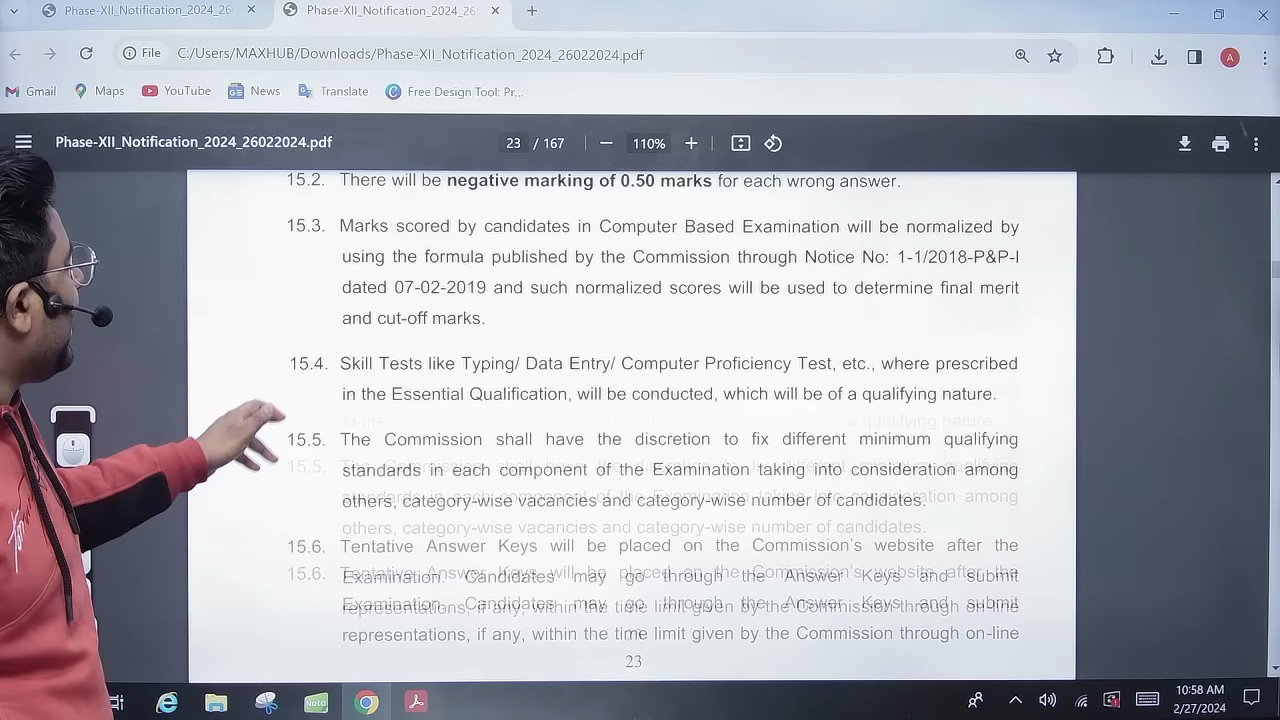 Phase-XII_Notification_2024_26
Phase-XII_Notification_2024_26
File
C:/Users/MAXHUB/Downloads/Phase-XII_Notification_2024_26022024.pdf
A
Gmail
Maps
YouTube
News
Translate
Free Design Tool: Pr...
Phase-XII_Notification_2024_26022024.pdf
23 / 167
110%
15.2. There will be negative marking of 0.50 marks for each wrong answer.
15.3. Marks scored by candidates in Computer Based Examination will be normalized by
using the formula published by the Commission through Notice No: 1-1/2018-P&P-I
dated 07-02-2019 and such normalized scores will be used to determine final merit
and cut-off marks.
15.4. Skill Tests like Typing/ Data Entry/ Computer Proficiency Test, etc., where prescribed
in the Essential Qualification, will be conducted, which will be of a qualifying nature.
15.5. The Commission shall have the discretion to fix different minimum qualifying
standards in each component of the Examination taking into consideration among
others, category-wise vacancies and category-wise number of candidates.
15.6. Tentative Answer Keys will be placed on the Commission's website after the
Examination. Candidates may go through the Answer Keys and submit
representations, if any, within the time limit given by the Commission through on-line
23
Note
10:58 AM
2/27/2024